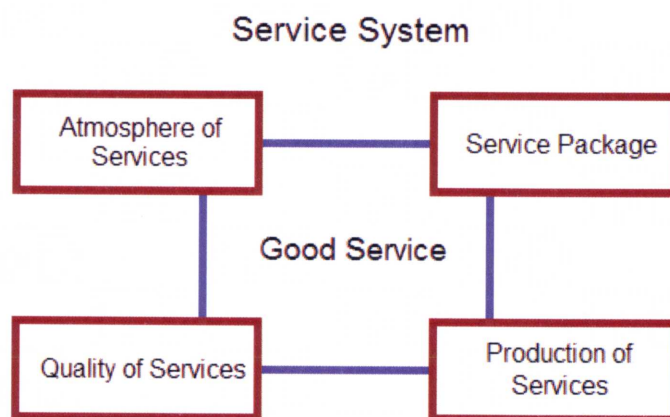 Service System
Atmosphere of
Services
Service Package
Good Service
Quality of Services
Production of
Services